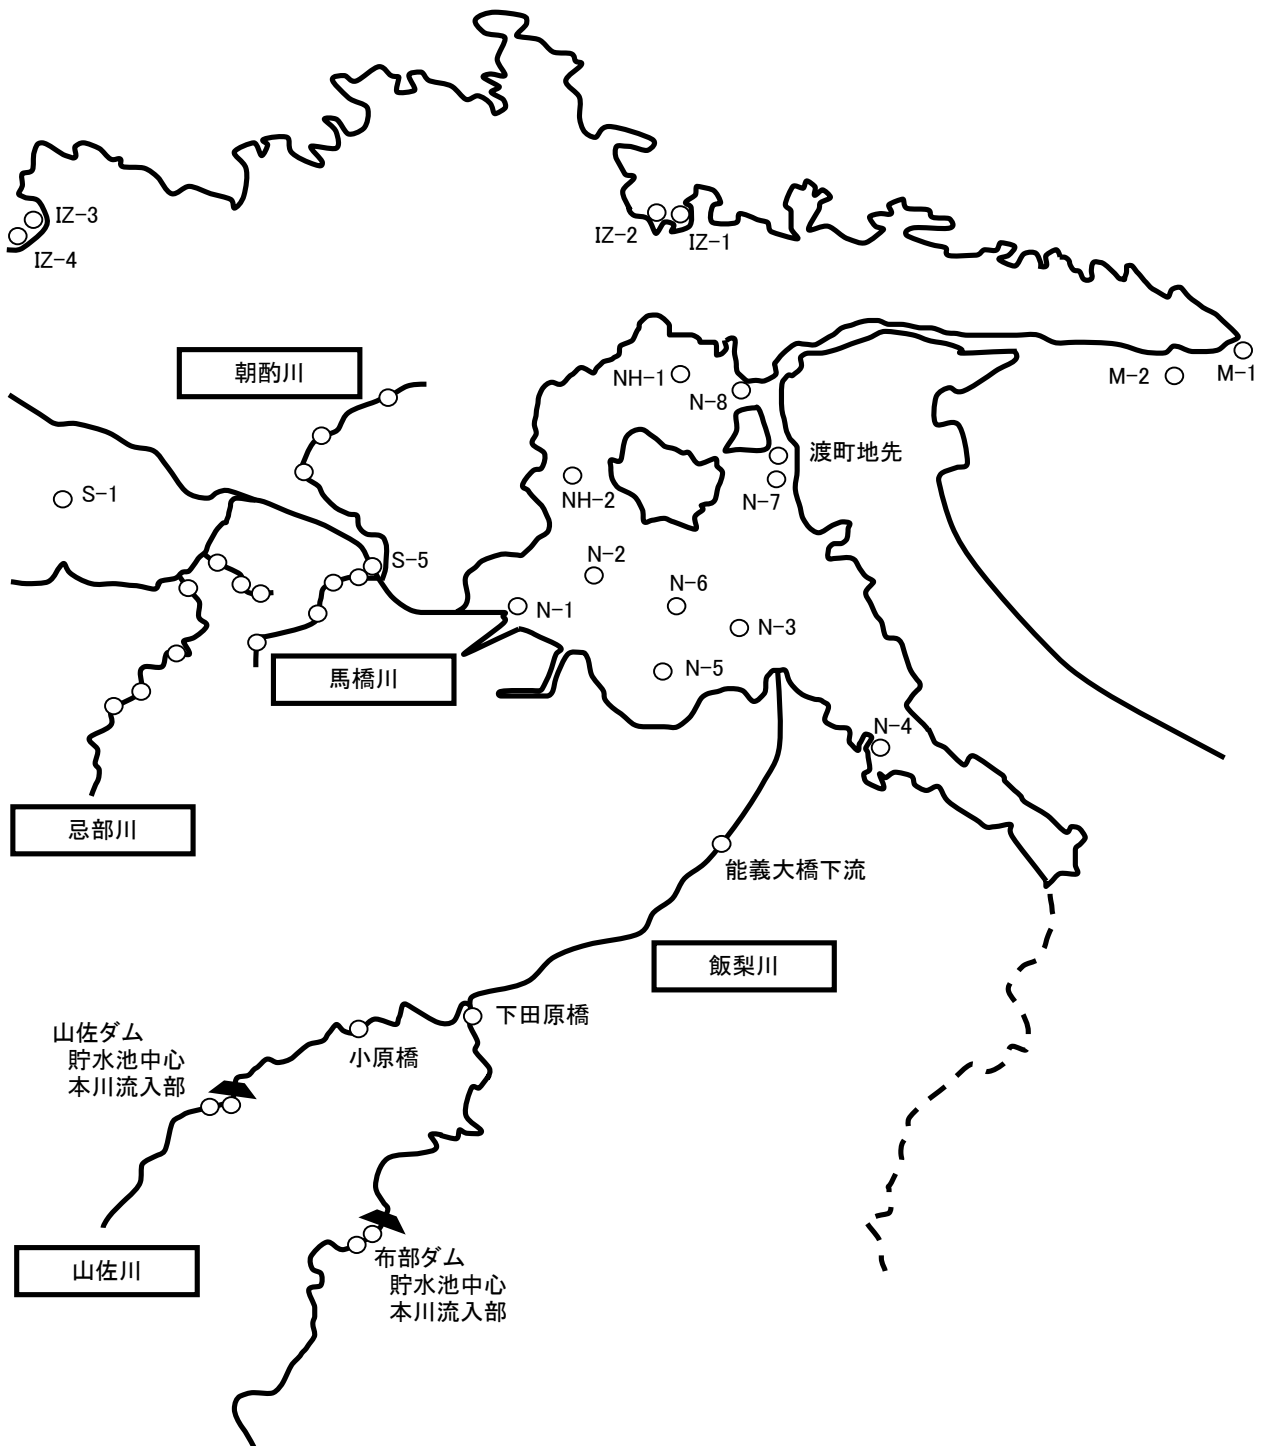 IZ-3
IZ-4
IZ-2
IZ-1
朝酌川
NH-1
N-8
M-2
M-1
渡町地先
S-1
NH-2
N-7
S-5
N-2
N-6
N-1
N-3
馬橋川
N-5
N-4
忌部川
能義大橋下流
飯梨川
下田原橋
山佐ダム
貯水池中心
本川流入部
小原橋
山佐川
布部ダム
貯水池中心
本川流入部